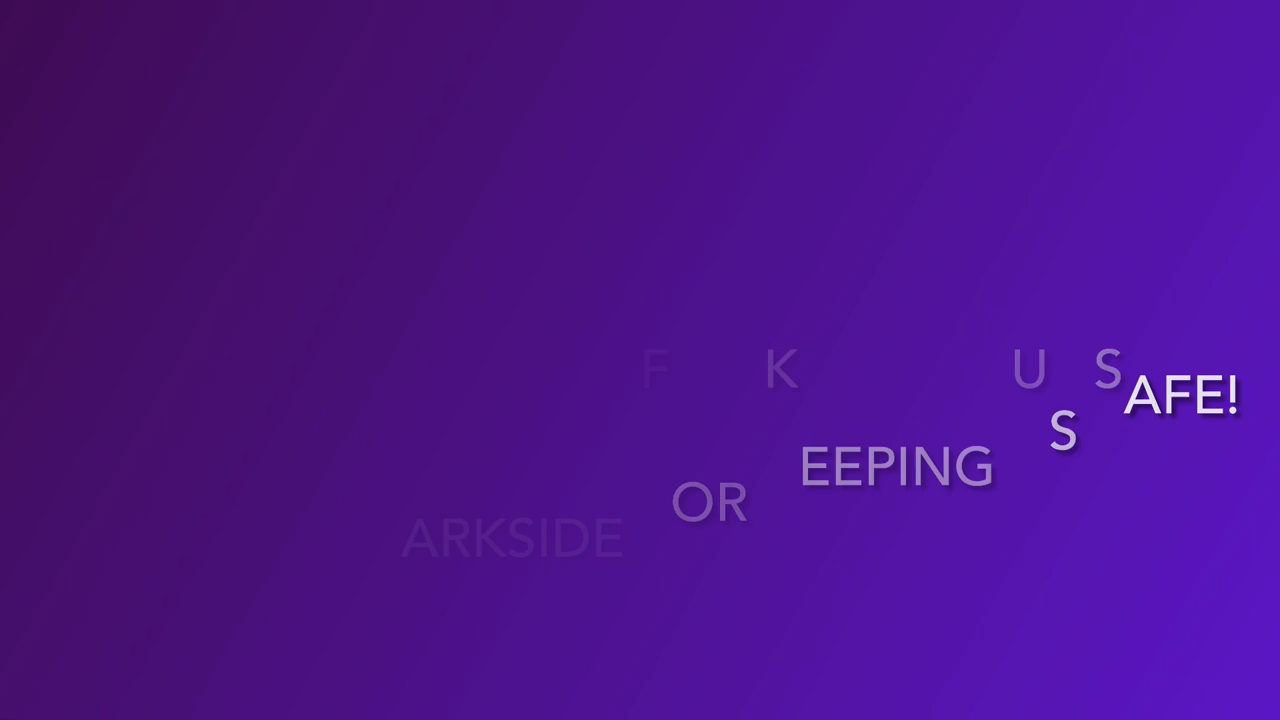 F K U S
AFE!
S
EEPING
OR
ARKSIDE